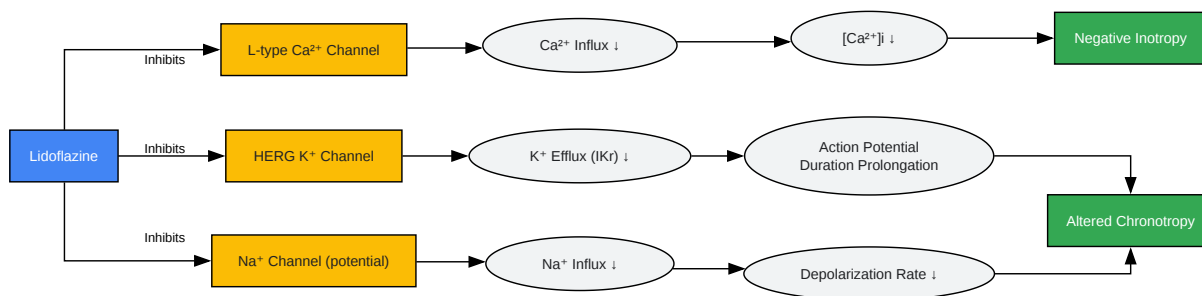 L-type Ca²⁺ Channel
Ca²⁺ Influx ↓
[Ca²⁺]i ↓
Negative Inotropy
Inhibits
Lidoflazine
Inhibits
HERG K⁺ Channel
K⁺ Efflux (IKr) ↓
Action Potential
Duration Prolongation
Altered Chronotropy
Inhibits
Na⁺ Channel (potential)
Na⁺ Influx ↓
Depolarization Rate ↓